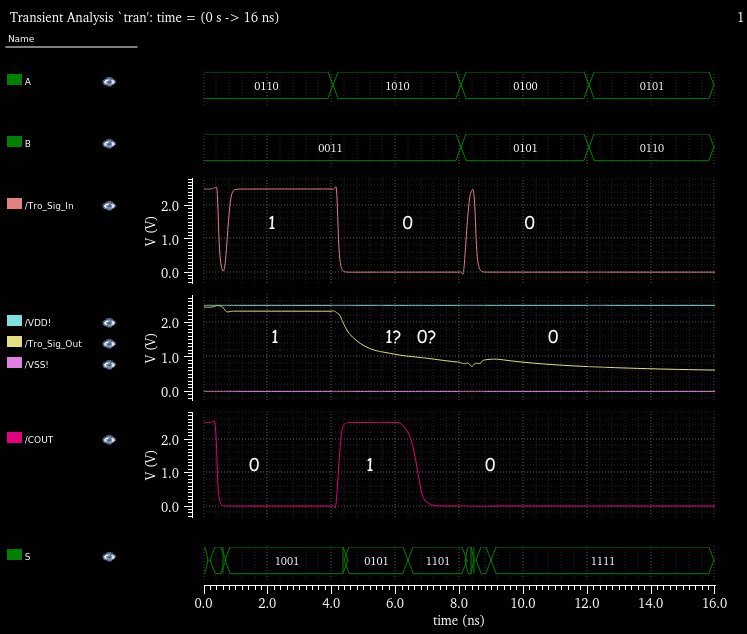 Transient Analysis `tran': time = (0 s -> 16 ns) 1
Name
A 0110 1010 0100 0101
B 0011 0101 0110
/Tro_Sig_In
V (V)
2.0
1.0
0.0
1 0 0
/VDD!
/Tro_Sig_Out
/VSS!
V (V)
2.0
1.0
0.0
1 1? 0? 0
/COUT
V (V)
2.0
1.0
0.0
0 1 0
S 1001 0101 1101 1111
0.0 2.0 4.0 6.0 8.0 10.0 12.0 14.0 16.0
time (ns)